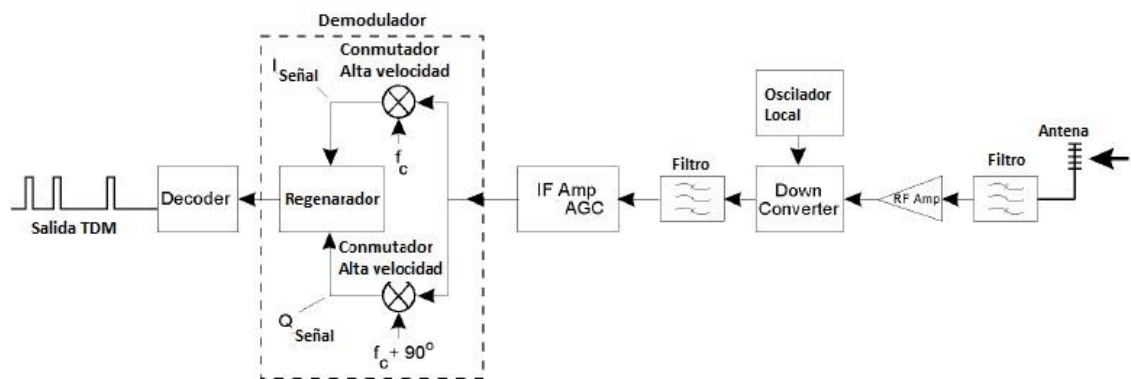 Demodulador
Conmutador
Alta velocidad
I Señal
f c
Oscilador
Local
Antena
Filtro
Filtro
Decoder
Regenarador
IF Amp
AGC
Down
Converter
RF Amp
Salida TDM
Conmutador
Alta velocidad
Q Señal
f c + 90°